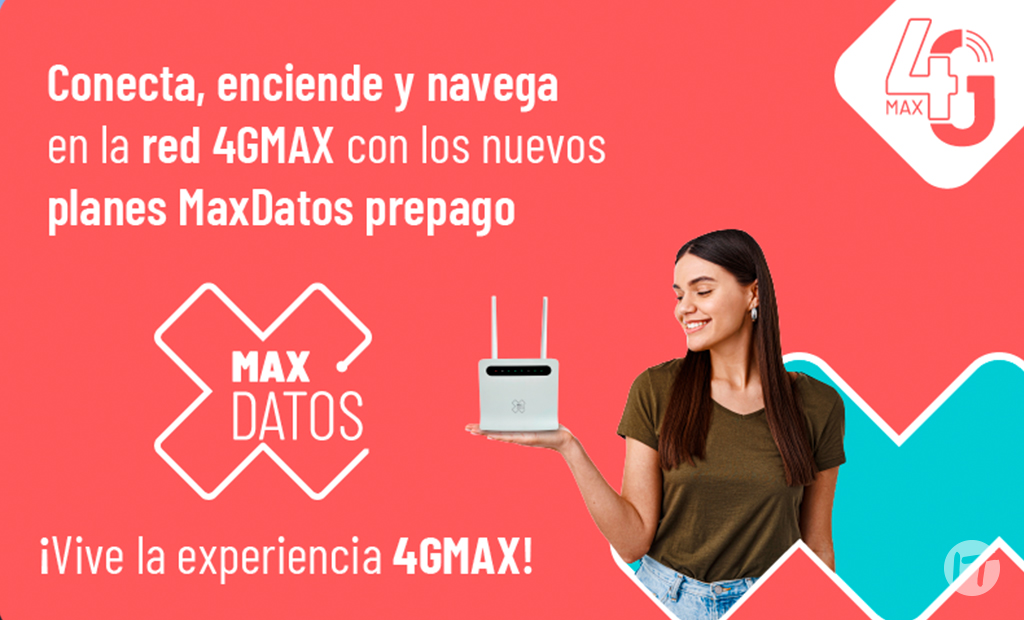 Conecta, enciende y navega
en la red 4GMAX con los nuevos
planes MaxDatos prepago
4G
MAX
MAX
DATOS
¡Vive la experiencia 4GMAX!
IT